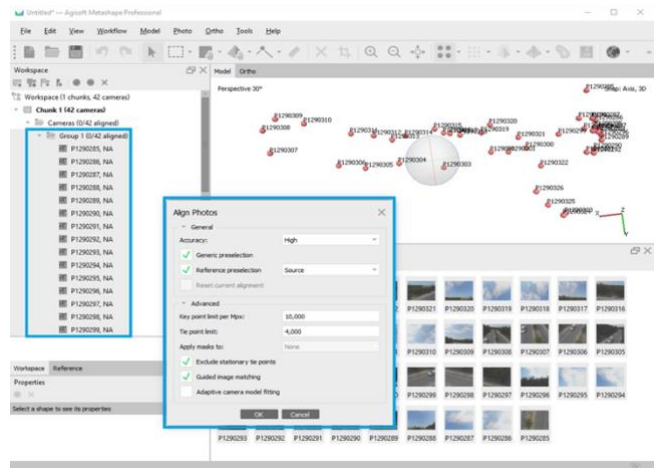 Untitled* — Agisoft Metashape Professional
File Edit View Workflow Model Photo Ortho Tools Help
Workspace
Workspace (1 chunks, 42 cameras)
Chunk 1 (42 cameras)
Cameras (0/42 aligned)
Group 1 (0/42 aligned)
P1290285, NA
P1290286, NA
P1290287, NA
P1290288, NA
P1290289, NA
P1290290, NA
P1290291, NA
P1290292, NA
P1290293, NA
P1290294, NA
P1290295, NA
P1290296, NA
P1290297, NA
P1290298, NA
P1290299, NA
Workspace Reference
Properties
Select a shape to see its properties
Model Ortho
Perspective 30°
Snap: Axis, 3D
P1290309
P1290310
P1290308
P1290307
P1290306
P1290305
P1290304
P1290303
P1290312
P1290313
P1290314
P1290315
P1290320
P1290319
P1290321
P1290300
P1290322
P1290326
P1290325
X
Z
Y
Align Photos
General
Accuracy: High
Generic preselection
Reference preselection Source
Reset current alignment
Advanced
Key point limit per Mpx: 10,000
Tie point limit: 4,000
Apply masks to: None
Exclude stationary tie points
Guided image matching
Adaptive camera model fitting
OK Cancel
P1290321 P1290320 P1290319 P1290318 P1290317 P1290316
P1290310 P1290309 P1290308 P1290307 P1290306 P1290305
P1290299 P1290298 P1290297 P1290296 P1290295 P1290294
P1290293 P1290292 P1290291 P1290290 P1290289 P1290288 P1290287 P1290286 P1290285